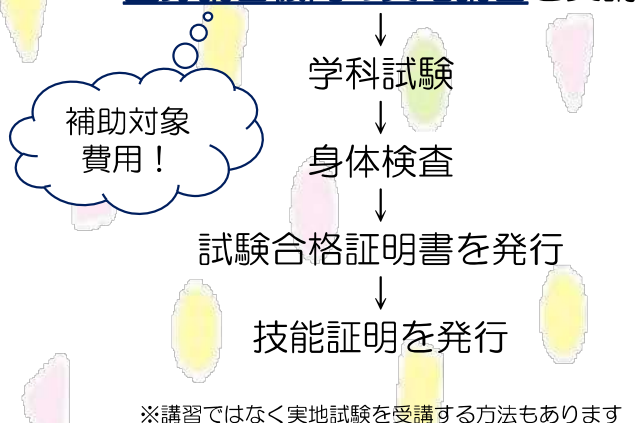 ↓
学科試験
↓
補助対象
費用！
身体検査
↓
試験合格証明書を発行
↓
技能証明を発行
※講習ではなく実地試験を受講する方法もあります